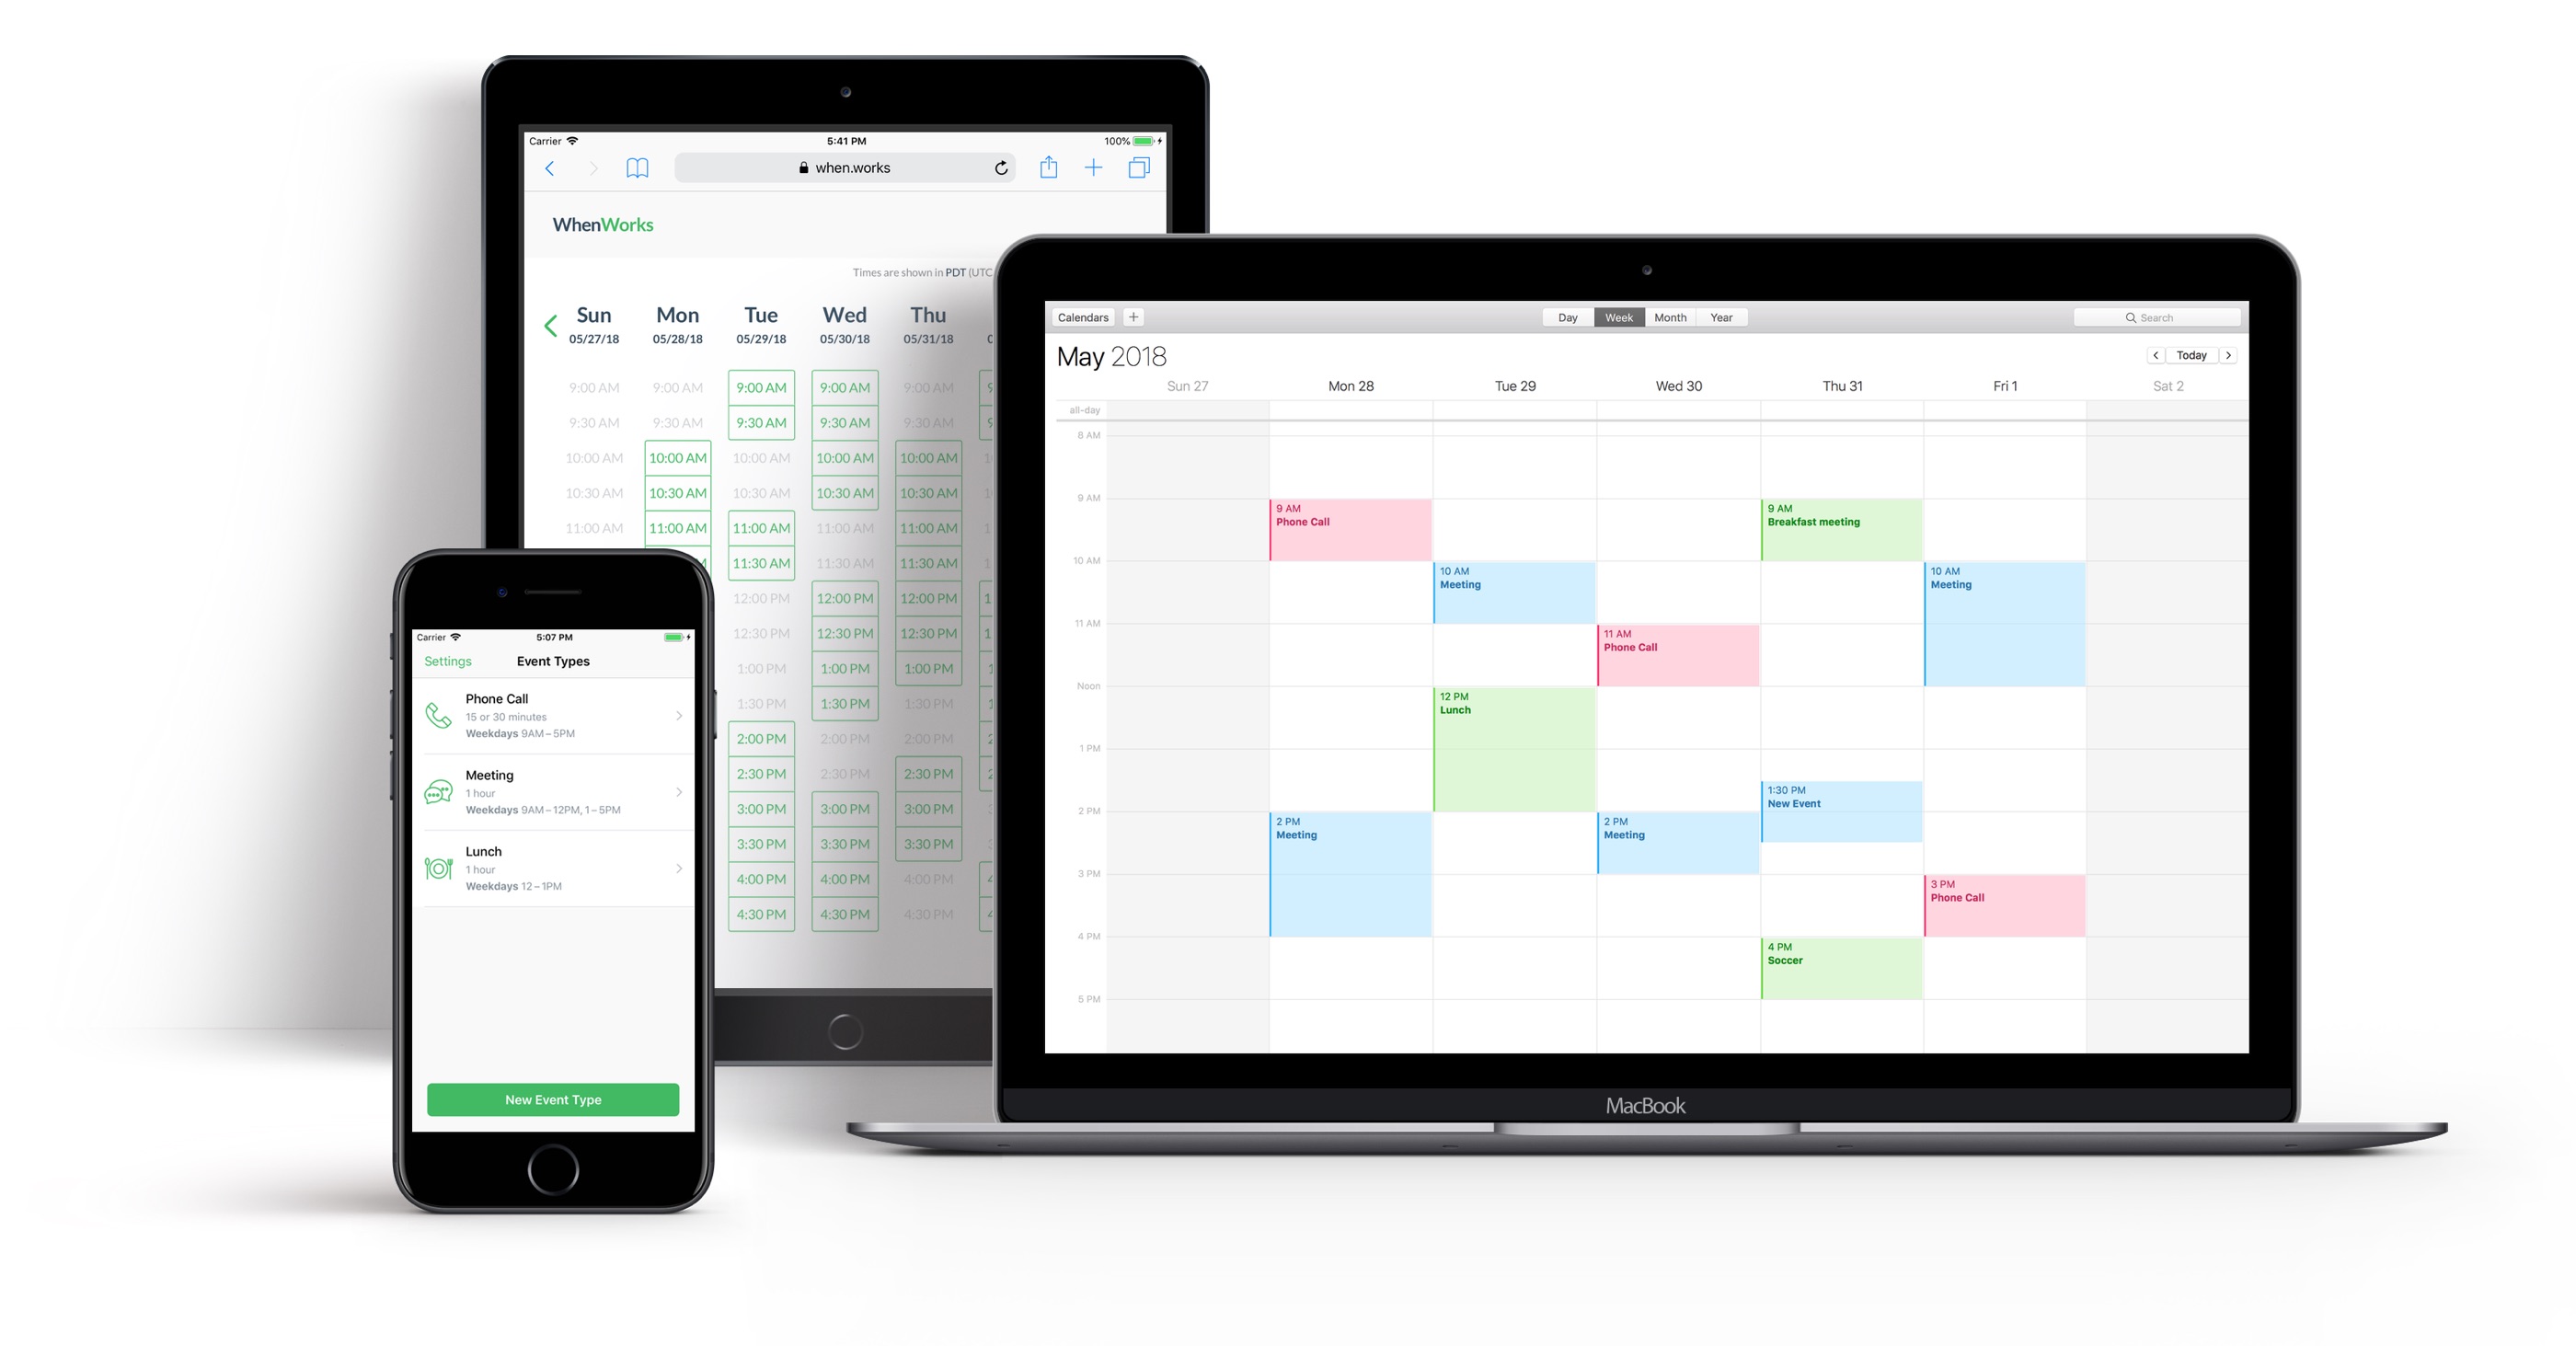 Carrier 5:41 PM 100%
when.works
WhenWorks
Times are shown in PDT (UTC
Sun Mon Tue Wed Thu
05/27/18 05/28/18 05/29/18 05/30/18 05/31/18
9:00 AM 9:00 AM 9:00 AM 9:00 AM 9:00 AM
9:30 AM 9:30 AM 9:30 AM 9:30 AM 9:30 AM
10:00 AM 10:00 AM 10:00 AM 10:00 AM 10:00 AM
10:30 AM 10:30 AM 10:30 AM 10:30 AM 10:30 AM
11:00 AM 11:00 AM 11:00 AM 11:00 AM 11:00 AM
11:30 AM 11:30 AM 11:30 AM
12:00 PM 12:00 PM 12:00 PM
12:30 PM 12:30 PM 12:30 PM
1:00 PM 1:00 PM 1:00 PM
1:30 PM 1:30 PM 1:30 PM
2:00 PM 2:00 PM 2:00 PM
2:30 PM 2:30 PM 2:30 PM
3:00 PM 3:00 PM 3:00 PM
3:30 PM 3:30 PM 3:30 PM
4:00 PM 4:00 PM 4:00 PM
4:30 PM 4:30 PM 4:30 PM
Carrier 5:07 PM
Settings Event Types
Phone Call
15 or 30 minutes
Weekdays 9AM – 5PM
Meeting
1 hour
Weekdays 9AM – 12PM, 1 – 5PM
Lunch
1 hour
Weekdays 12 – 1PM
New Event Type
Calendars + Day Week Month Year Search
May 2018 Today
Sun 27 Mon 28 Tue 29 Wed 30 Thu 31 Fri 1 Sat 2
all-day
8 AM
9 AM
9 AM 9 AM
Phone Call Breakfast meeting
10 AM
10 AM 10 AM
Meeting Meeting
11 AM
11 AM
Phone Call
Noon
12 PM
Lunch
1 PM
1:30 PM
New Event
2 PM
2 PM 2 PM
Meeting Meeting
3 PM
3 PM
Phone Call
4 PM
4 PM
Soccer
5 PM
MacBook